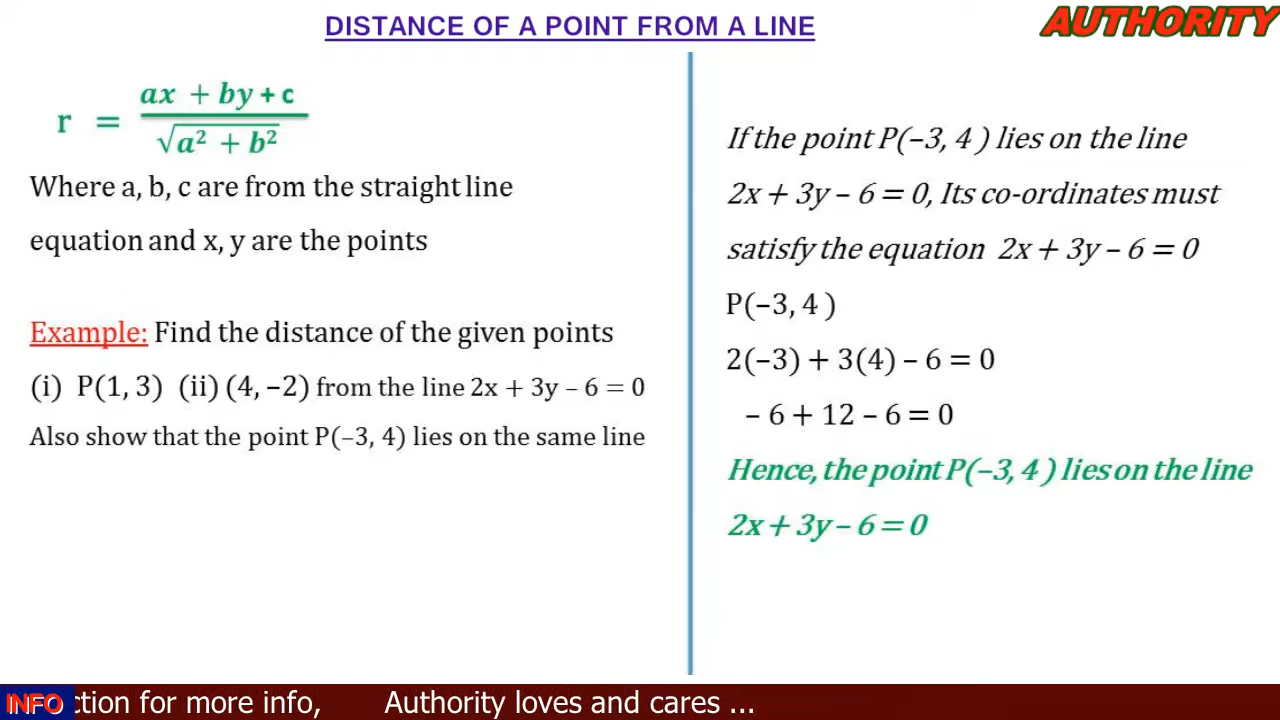 DISTANCE OF A POINT FROM A LINE
AUTHORITY
r = ax + by + c / √a² + b²
Where a, b, c are from the straight line
equation and x, y are the points
Example: Find the distance of the given points
(i) P(1, 3) (ii) (4, –2) from the line 2x + 3y – 6 = 0
Also show that the point P(–3, 4) lies on the same line
If the point P(–3, 4 ) lies on the line
2x + 3y – 6 = 0, Its co-ordinates must
satisfy the equation 2x + 3y – 6 = 0
P(–3, 4 )
2(–3) + 3(4) – 6 = 0
– 6 + 12 – 6 = 0
Hence, the point P(–3, 4 ) lies on the line
2x + 3y – 6 = 0
INFO ction for more info, Authority loves and cares ...